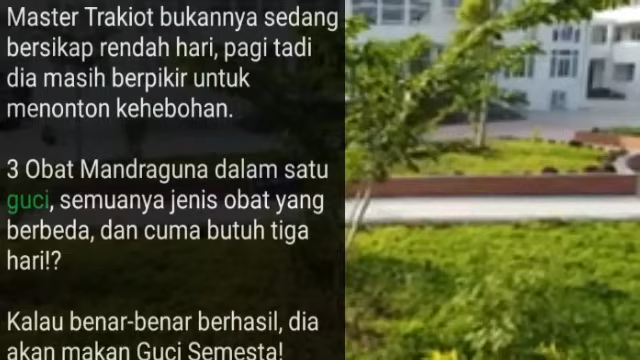 Master Trakiot bukannya sedang
bersikap rendah hari, pagi tadi
dia masih berpikir untuk
menonton kehebohan.
3 Obat Mandraguna dalam satu
guci, semuanya jenis obat yang
berbeda, dan cuma butuh tiga
hari!?
Kalau benar-benar berhasil, dia
akan makan Guci Semesta!